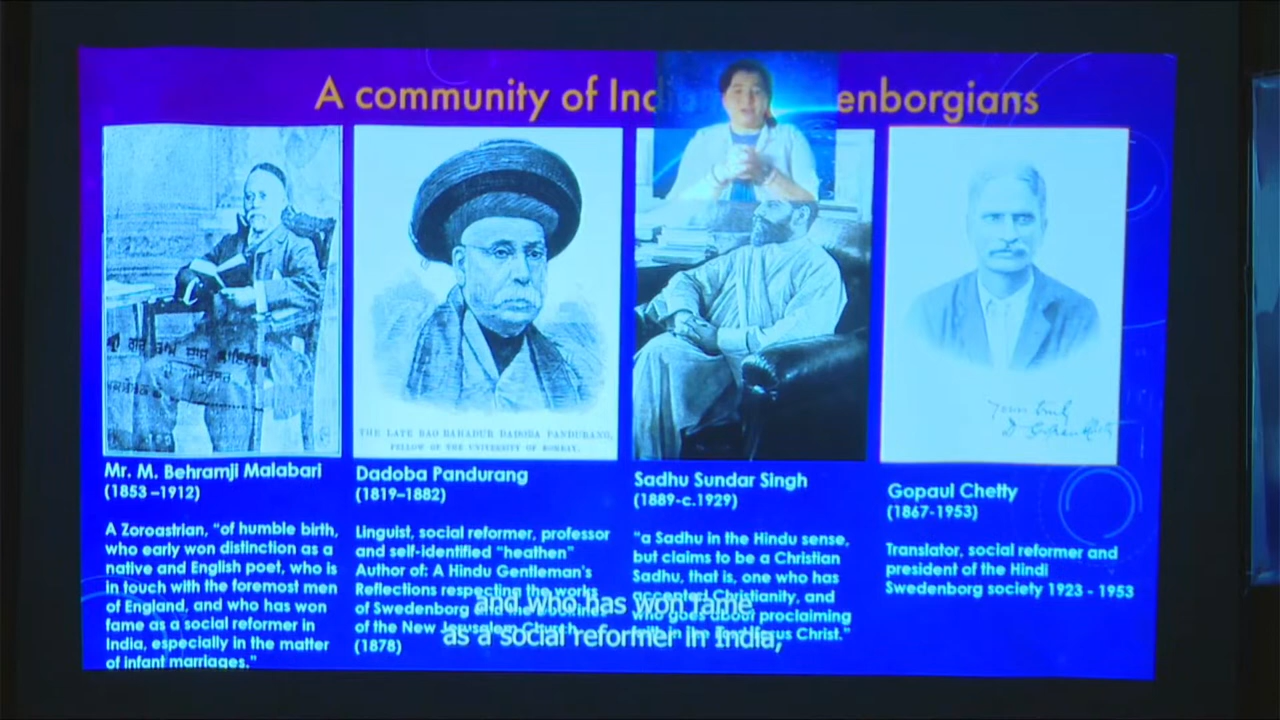 A community of Ind enborgians
THE LATE RAO BAHADUR DADOBA PANDURANG,
FELLOW OF THE UNIVERSITY OF BOMBAY.
Mr. M. Behramji Malabari
(1853 –1912)
A Zoroastrian, “of humble birth,
who early won distinction as a
native and English poet, who is
in touch with the foremost men
of England, and who has won
fame as a social reformer in
India, especially in the matter
of infant marriages.”
Dadoba Pandurang
(1819–1882)
Linguist, social reformer, professor
and self-identified “heathen”
Author of: A Hindu Gentleman’s
Reflections respecting the works
of Swedenborg
of the New Jerusalem Church
(1878)
Sadhu Sundar Singh
(1889-c.1929)
“a Sadhu in the Hindu sense,
but claims to be a Christian
Sadhu, that is, one who has
accepted Christianity, and
who goes about proclaiming
Christ.”
Gopaul Chetty
(1867-1953)
Translator, social reformer and
president of the Hindi
Swedenborg society 1923 - 1953
and who has won fame
as a social reformer in India,